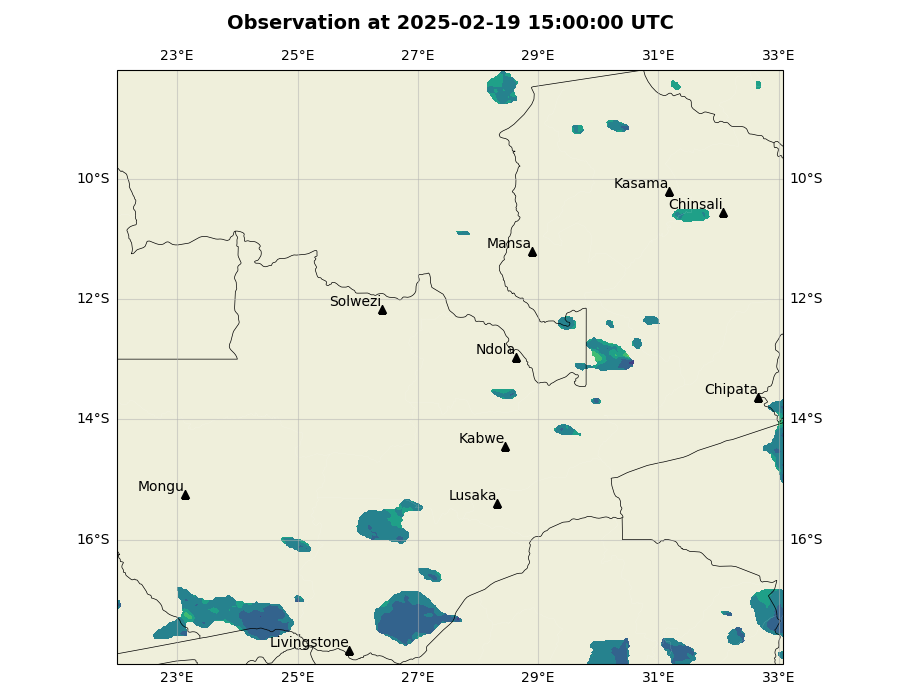 Observation at 2025-02-19 15:00:00 UTC
23°E 25°E 27°E 29°E 31°E 33°E
10°S 10°S
Kasama
Chinsali
Mansa
12°S 12°S
Solwezi
Ndola
Chipata
14°S 14°S
Kabwe
Mongu
Lusaka
16°S 16°S
Livingstone
23°E 25°E 27°E 29°E 31°E 33°E